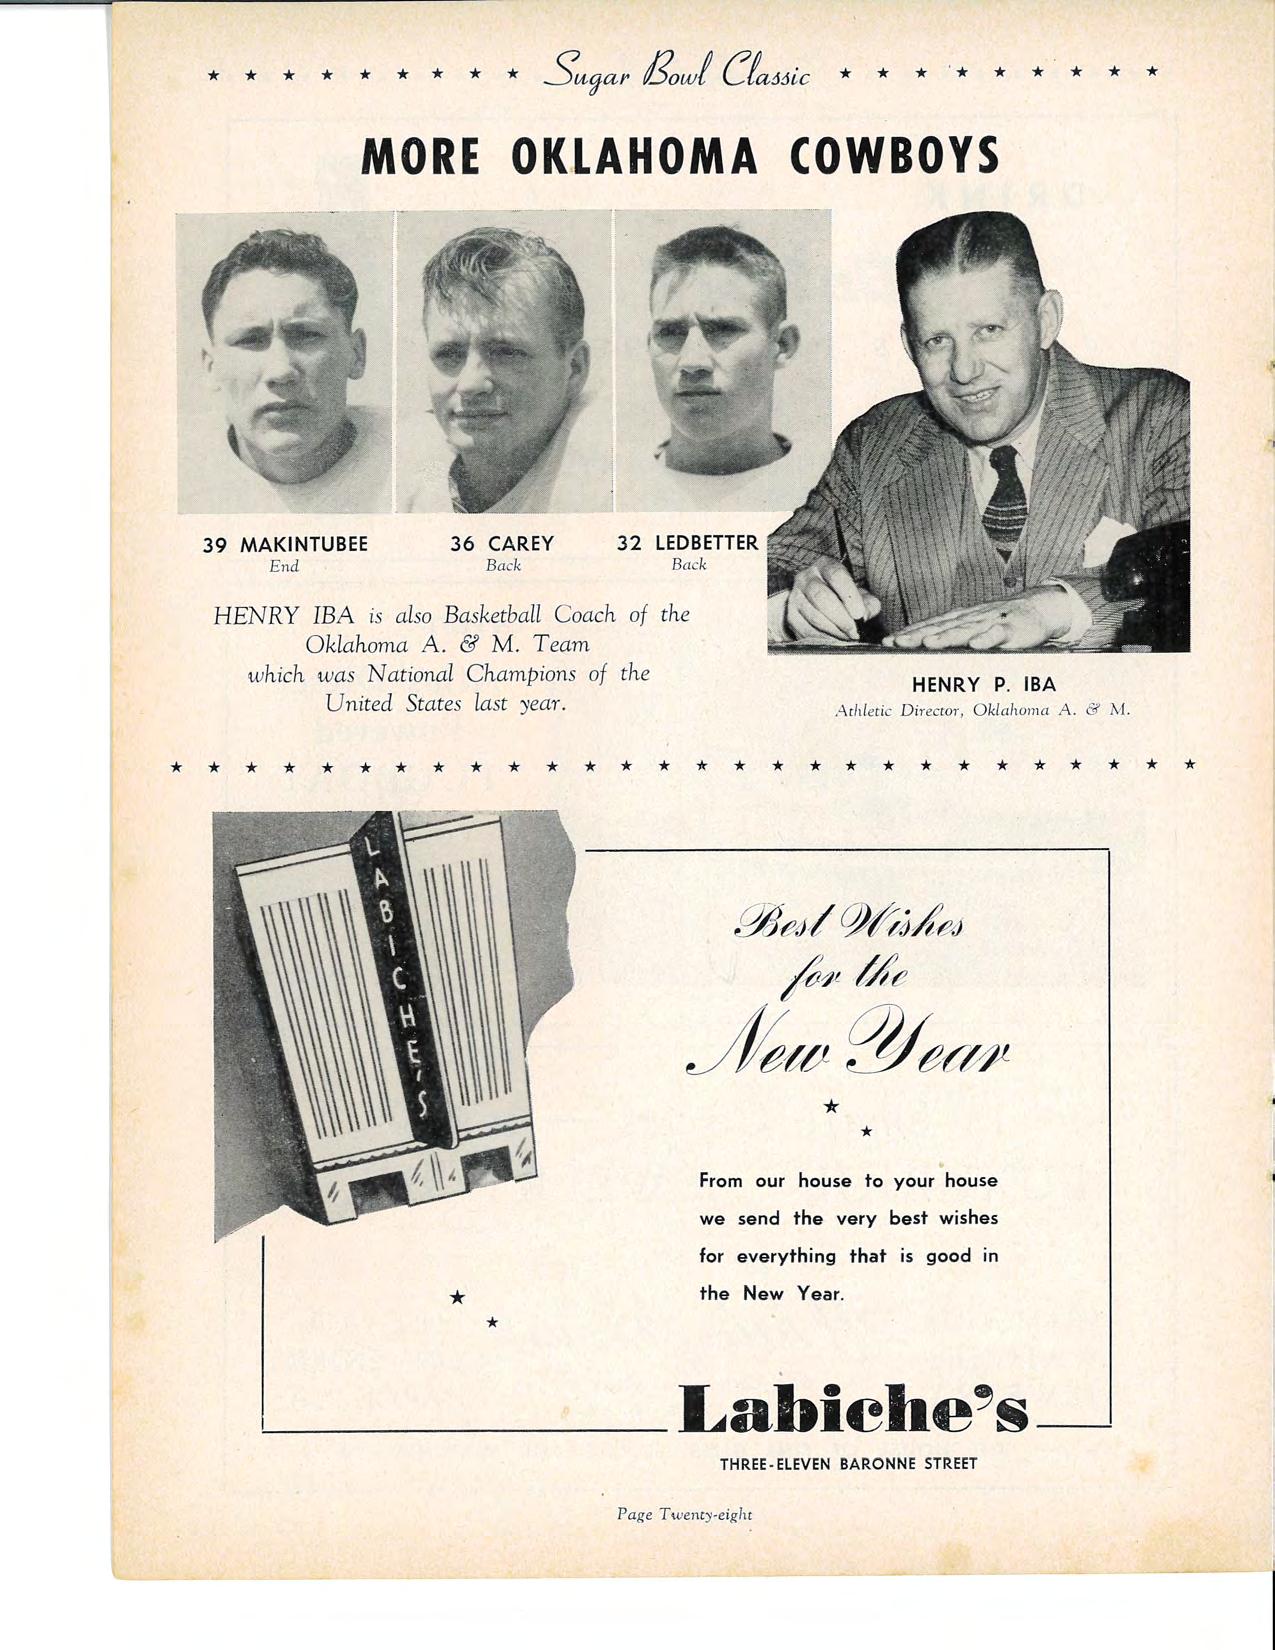 Sugar Bowl Classic
MORE OKLAHOMA COWBOYS
39 MAKINTUBEE
End
36 CAREY
Back
32 LEDBETTER
Back
HENRY IBA is also Basketball Coach of the
Oklahoma A. & M. Team
which was National Champions of the
United States last year.
HENRY P. IBA
Athletic Director, Oklahoma A. & M.
LABICHE'S
Best Wishes
for the
New Year
From our house to your house
we send the very best wishes
for everything that is good in
the New Year.
Labiche's
THREE-ELEVEN BARONNE STREET
Page Twenty-eight